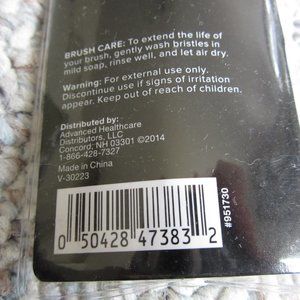 BRUSH CARE: To extend the life of
your brush, gently wash bristles in
mild soap, rinse well, and let air dry.
Warning: For external use only.
Discontinue use if signs of irritation
appear. Keep out of reach of children.
Distributed by:
Advanced Healthcare
Distributors, LLC
Concord, NH 03301 ©2014
1-866-428-7327
Made in China
V-30223
0 50428 47383 2
#951730